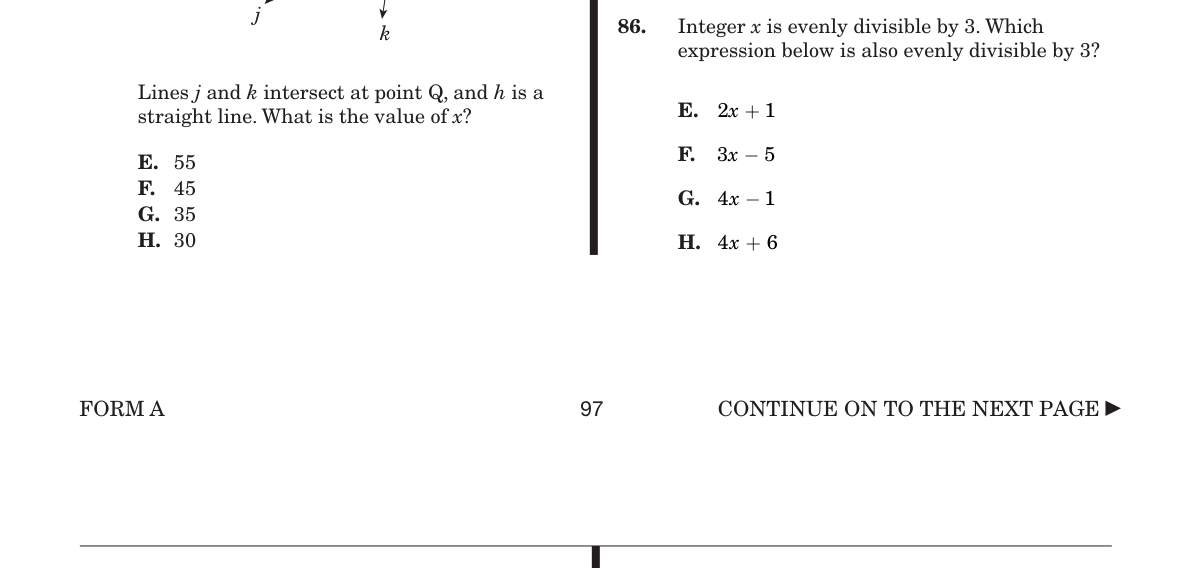 j
k
Lines j and k intersect at point Q, and h is a
straight line. What is the value of x?
E. 55
F. 45
G. 35
H. 30
86. Integer x is evenly divisible by 3. Which
expression below is also evenly divisible by 3?
E. 2x + 1
F. 3x – 5
G. 4x – 1
H. 4x + 6
FORM A
97
CONTINUE ON TO THE NEXT PAGE ►